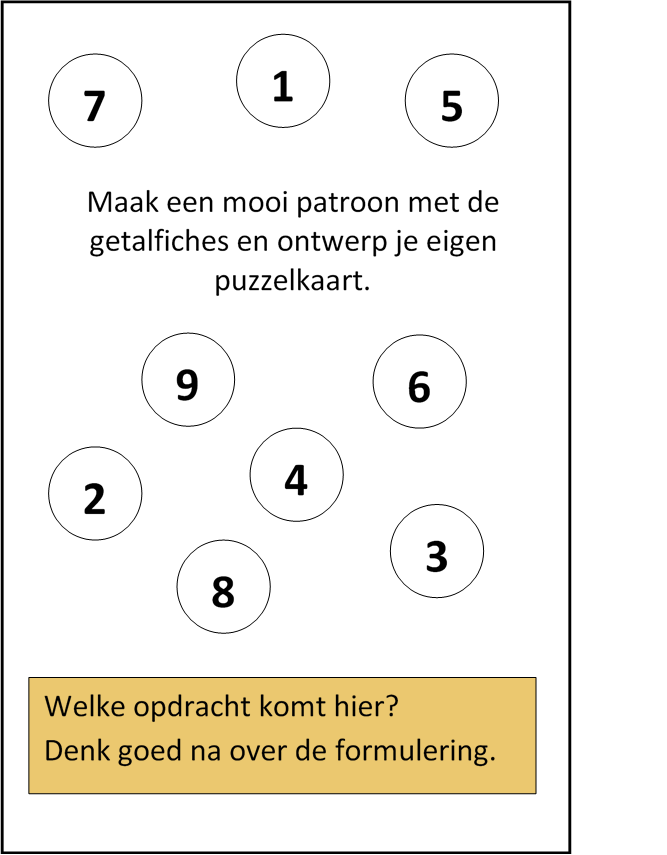 7 1 5
Maak een mooi patroon met de
getalfiches en ontwerp je eigen
puzzelkaart.
9 6
4
2
3
8
Welke opdracht komt hier?
Denk goed na over de formulering.